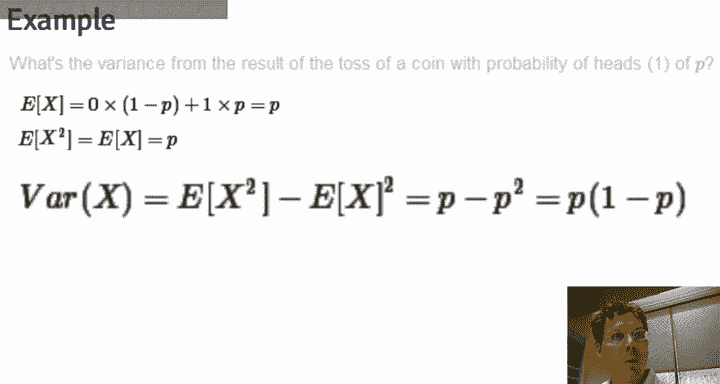 Example
What's the variance from the result of the toss of a coin with probability of heads (1) of p?
E[X] = 0 × (1 − p) + 1 × p = p
E[X²] = E[X] = p
Var(X) = E[X²] − E[X]² = p − p² = p(1 − p)